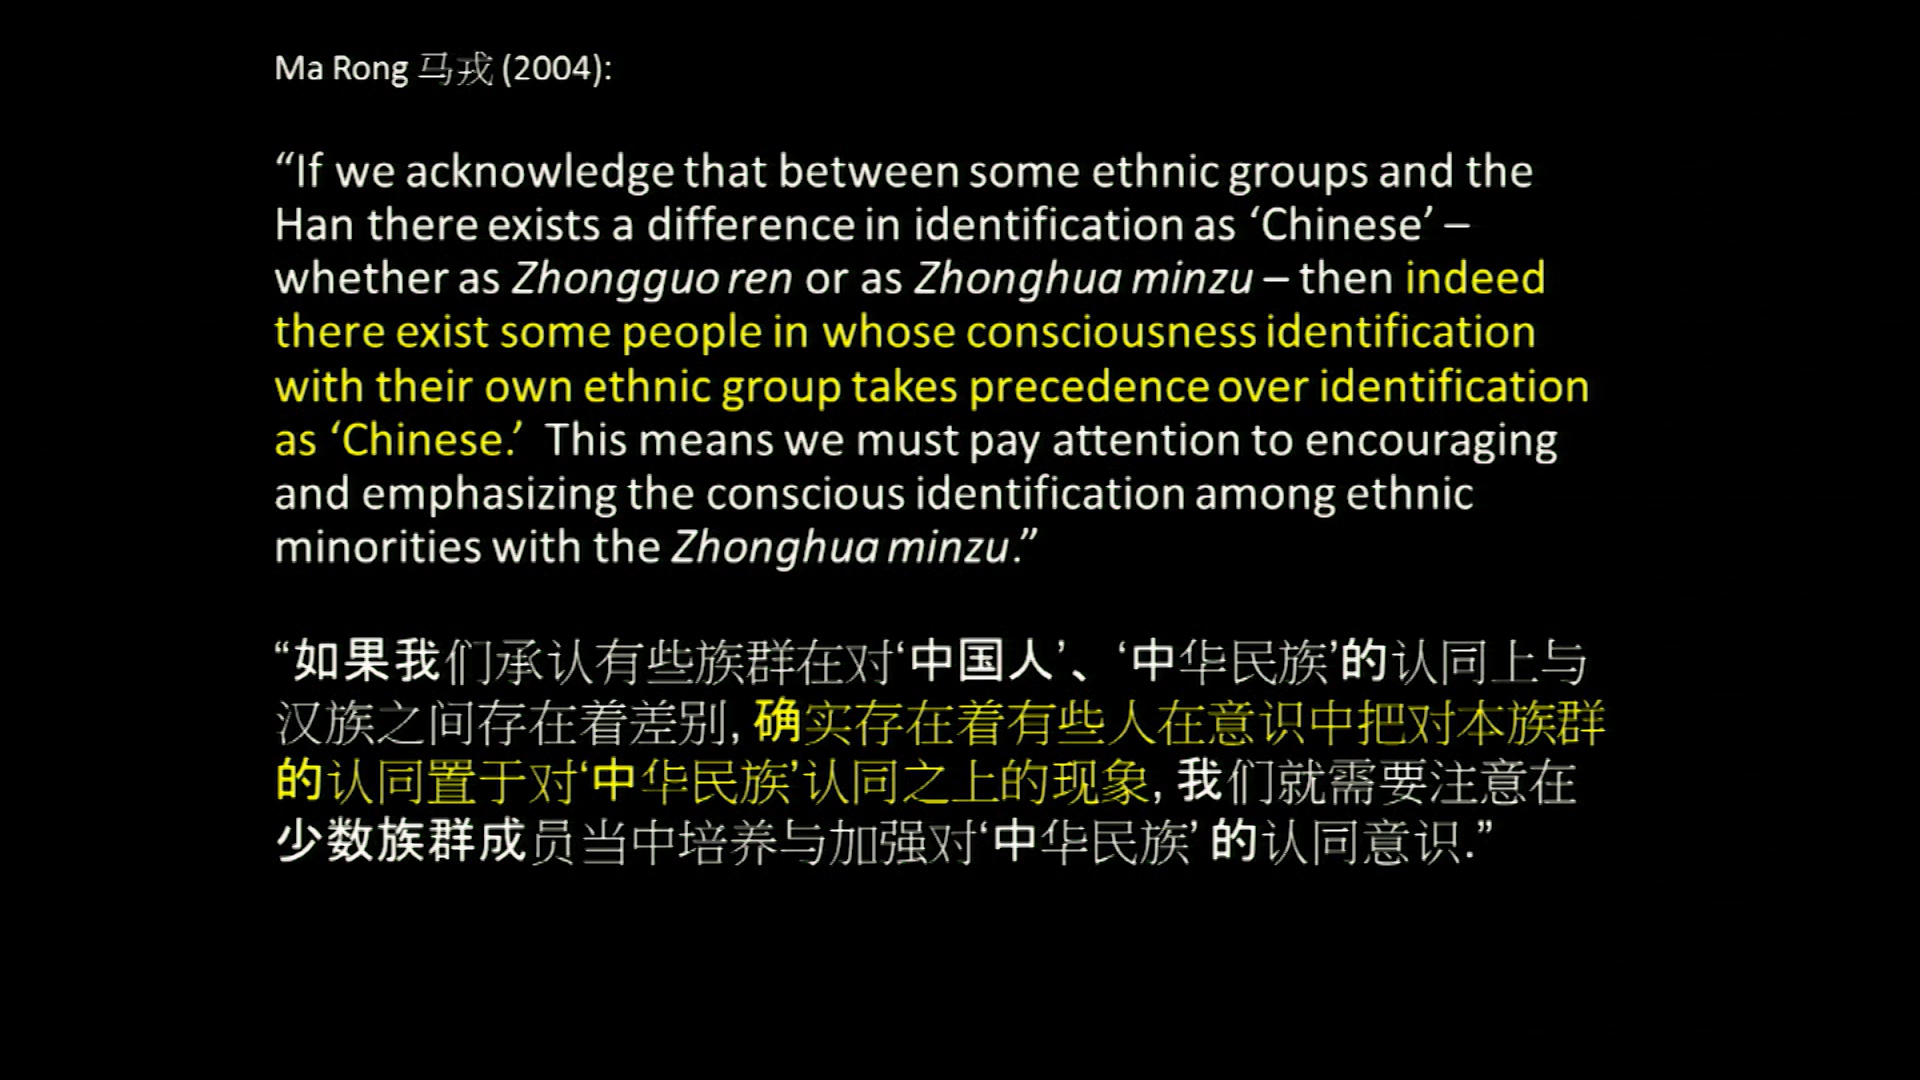 Ma Rong 马戎 (2004):
“If we acknowledge that between some ethnic groups and the
Han there exists a difference in identification as ‘Chinese’ –
whether as Zhongguo ren or as Zhonghua minzu – then indeed
there exist some people in whose consciousness identification
with their own ethnic group takes precedence over identification
as ‘Chinese.’ This means we must pay attention to encouraging
and emphasizing the conscious identification among ethnic
minorities with the Zhonghua minzu.”
“如果我们承认有些族群在对‘中国人’、‘中华民族’的认同上与
汉族之间存在着差别, 确实存在着有些人在意识中把对本族群
的认同置于对‘中华民族’认同之上的现象, 我们就需要注意在
少数族群成员当中培养与加强对‘中华民族’ 的认同意识.”